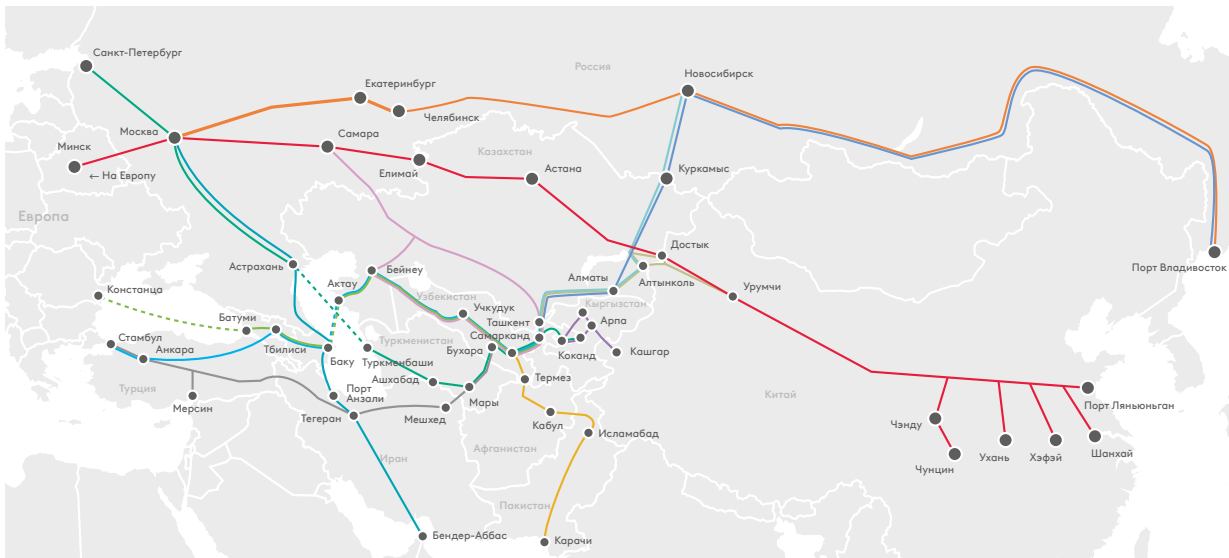 Санкт-Петербург
Россия
Новосибирск
Екатеринбург
Челябинск
Москва
Самара
Минск
← На Европу
Казахстан
Елимай
Астана
Куркамыс
Европа
Достык
Порт Владивосток
Астрахань
Бейнеу
Актау
Алматы
Алтынколь
Урумчи
Констанца
Узбекистан
Учкудук
Кыргызстан
Батуми
Ташкент
Арпа
Стамбул
Анкара
Тбилиси
Баку
Туркменистан
Самарканд
Туркменбаши
Бухара
Коканд
Кашгар
Турция
Ашхабад
Термез
Порт
Анзали
Мары
Китай
Мерсин
Тегеран
Мешхед
Кабул
Порт Ляньюньган
Исламабад
Чэнду
Иран
Афганистан
Чунцин
Ухань
Хэфэй
Шанхай
Пакистан
Бендер-Аббас
Карачи